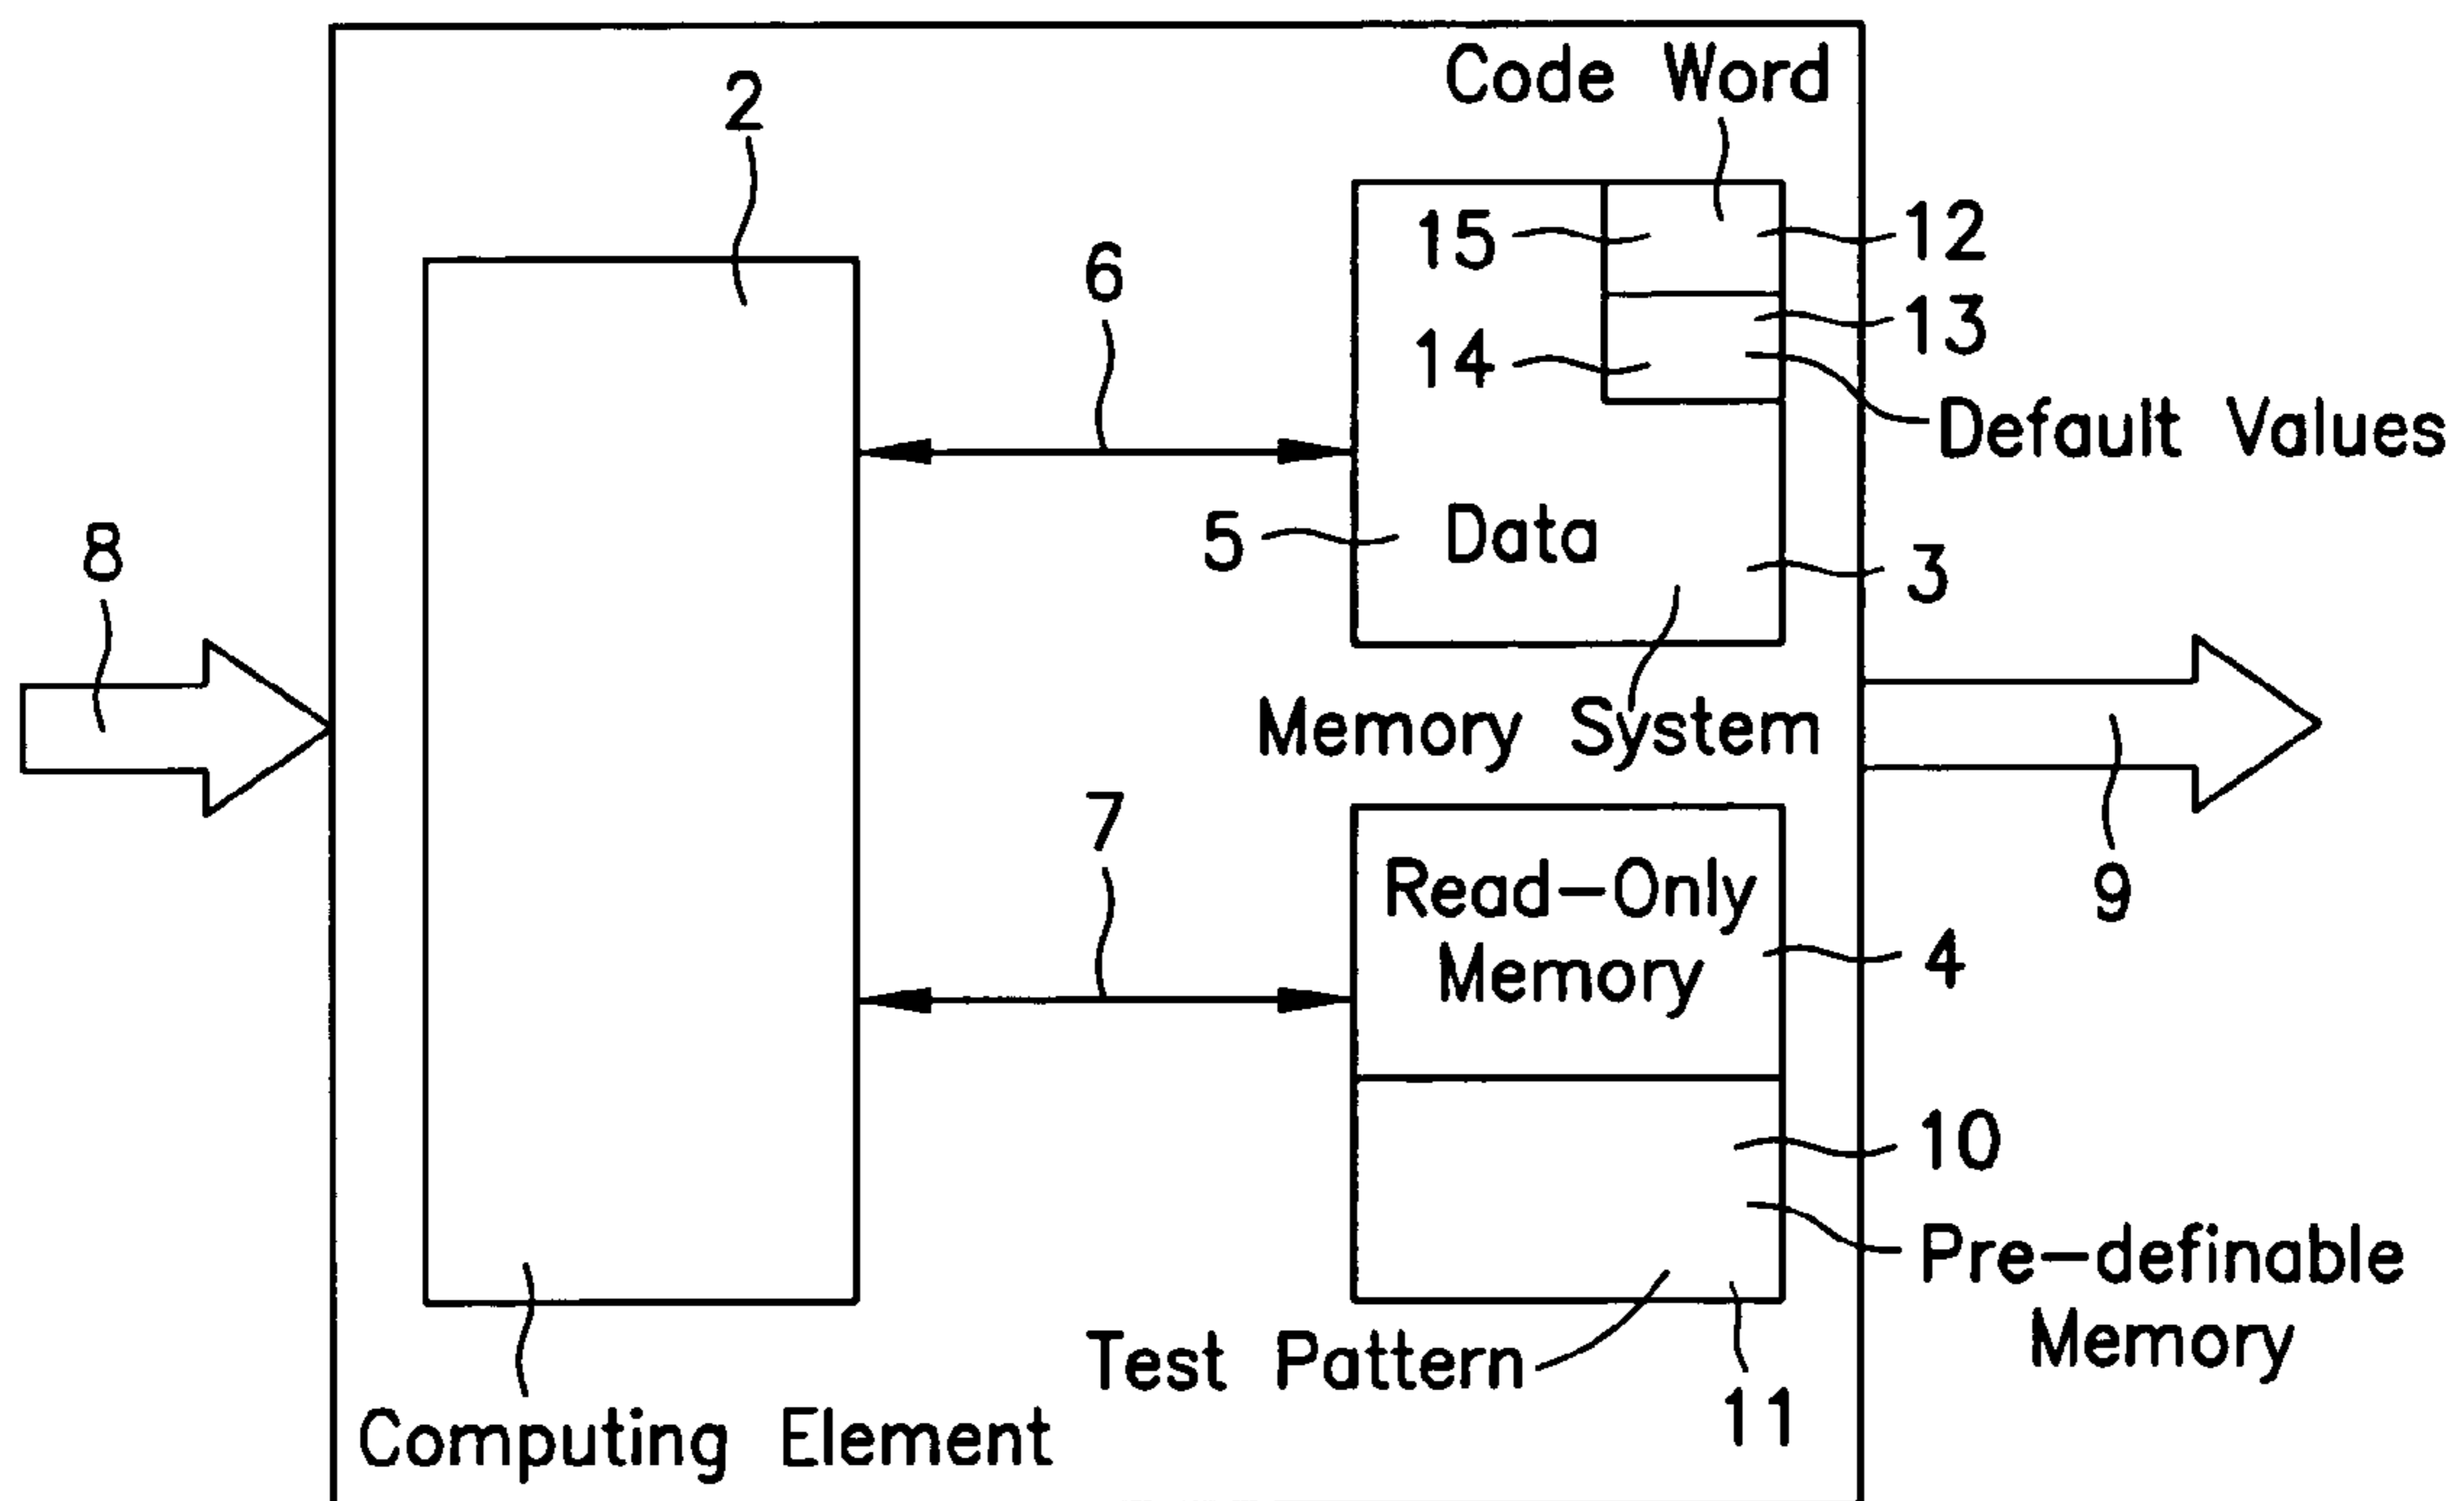 Code Word
2
15
12
6
13
14
Default Values
8
5
Data
3
Memory System
7
Read-Only
Memory
9
4
10
Pre-definable
Memory
Test Pattern
11
Computing Element